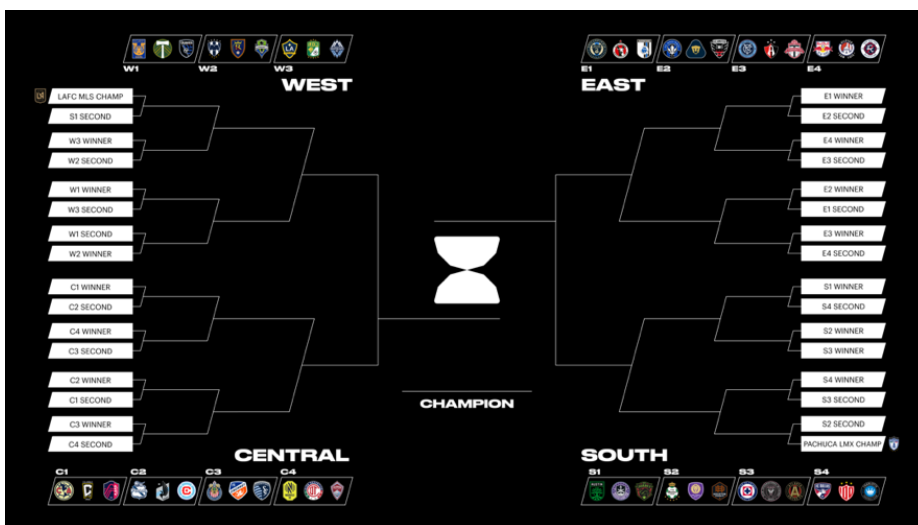 W1 W2 W3
E1 E2 E3 E4
WEST
EAST
LAFC MLS CHAMP
S1 SECOND
W3 WINNER
W2 SECOND
W1 WINNER
W3 SECOND
W1 SECOND
W2 WINNER
C1 WINNER
C2 SECOND
C4 WINNER
C3 SECOND
C2 WINNER
C1 SECOND
C3 WINNER
C4 SECOND
E1 WINNER
E2 SECOND
E4 WINNER
E3 SECOND
E2 WINNER
E1 SECOND
E3 WINNER
E4 SECOND
S1 WINNER
S4 SECOND
S2 WINNER
S3 WINNER
S4 WINNER
S3 SECOND
S2 SECOND
PACHUCA LMX CHAMP
CHAMPION
CENTRAL
SOUTH
C1 C2 C3 C4
S1 S2 S3 S4